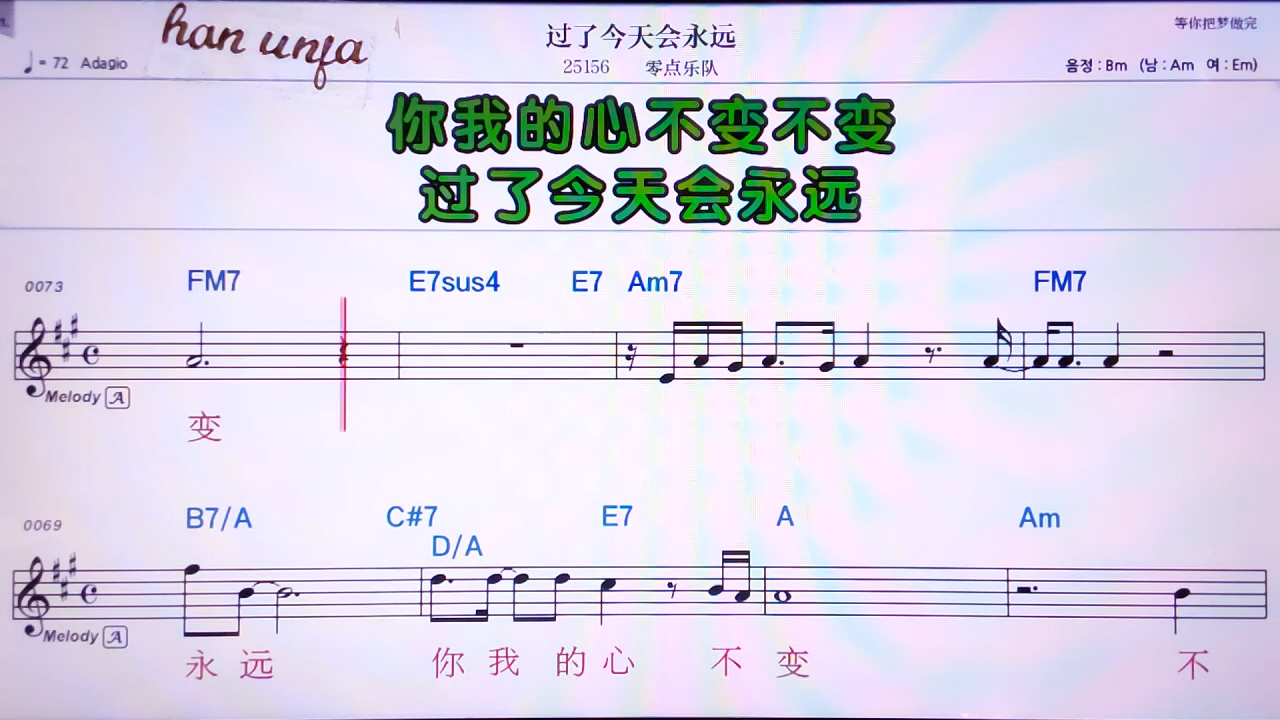 han unfa
过了今天会永远
等你把梦做完
♩= 72 Adagio
25156 零点乐队
음정 : Bm (남 : Am 여 : Em)
你我的心不变不变
过了今天会永远
0073
FM7 E7sus4 E7 Am7 FM7
Melody A
变
0069
B7/A C#7 E7 A Am
D/A
Melody A
永 远 你 我 的 心 不 变 不